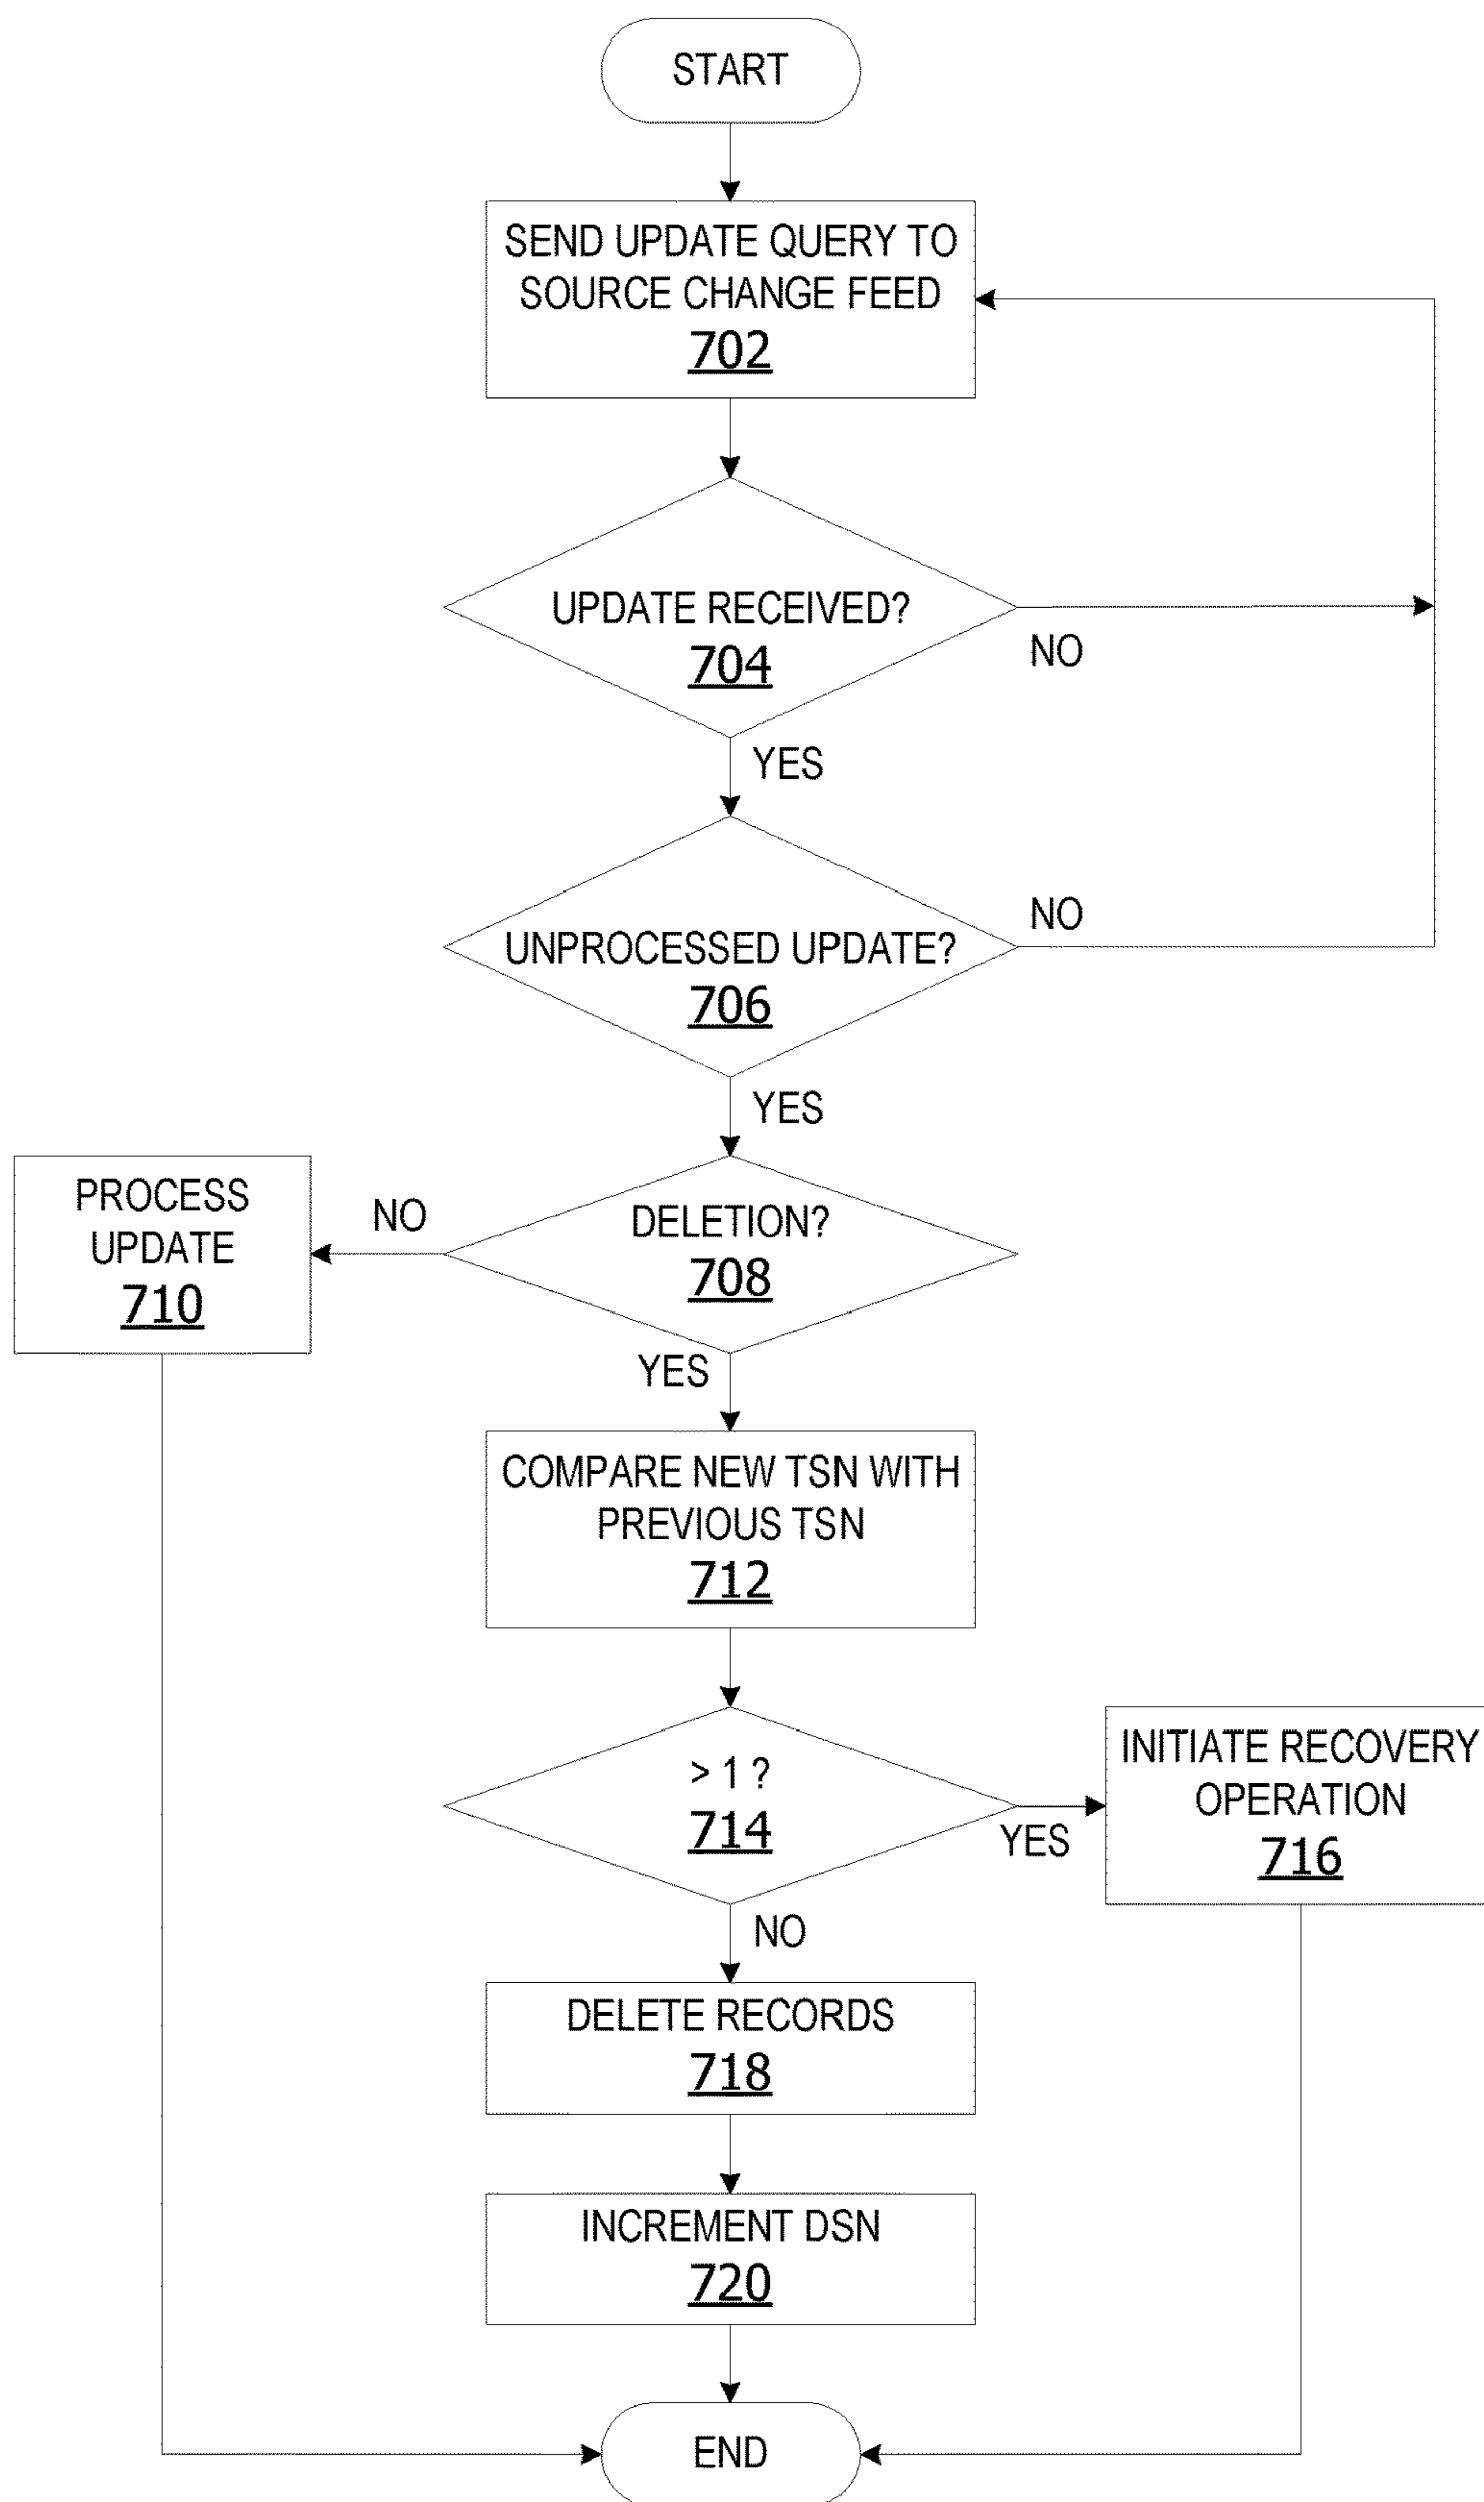 START
SEND UPDATE QUERY TO
SOURCE CHANGE FEED
702
UPDATE RECEIVED?
704
NO
YES
UNPROCESSED UPDATE?
706
NO
YES
DELETION?
708
NO
PROCESS
UPDATE
710
YES
COMPARE NEW TSN WITH
PREVIOUS TSN
712
> 1 ?
714
YES
INITIATE RECOVERY
OPERATION
716
NO
DELETE RECORDS
718
INCREMENT DSN
720
END